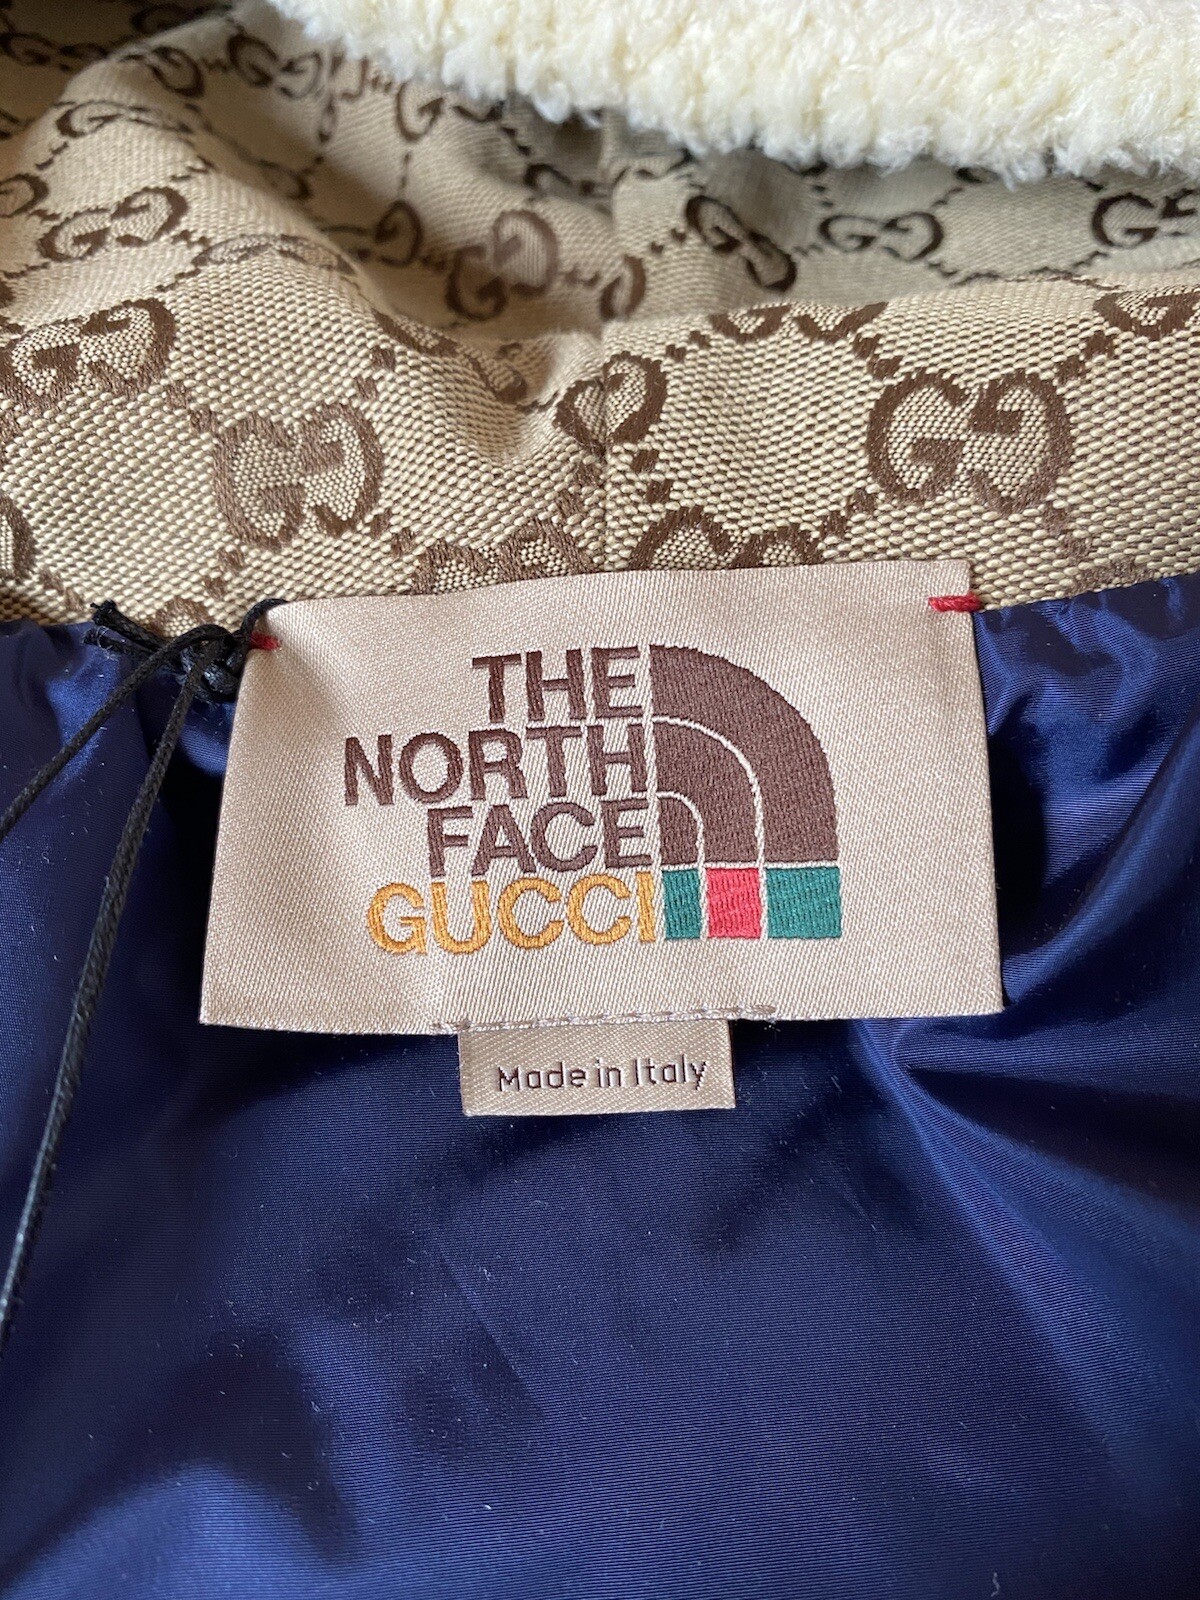 THE
NORTH
FACE
GUCCI
Made in Italy